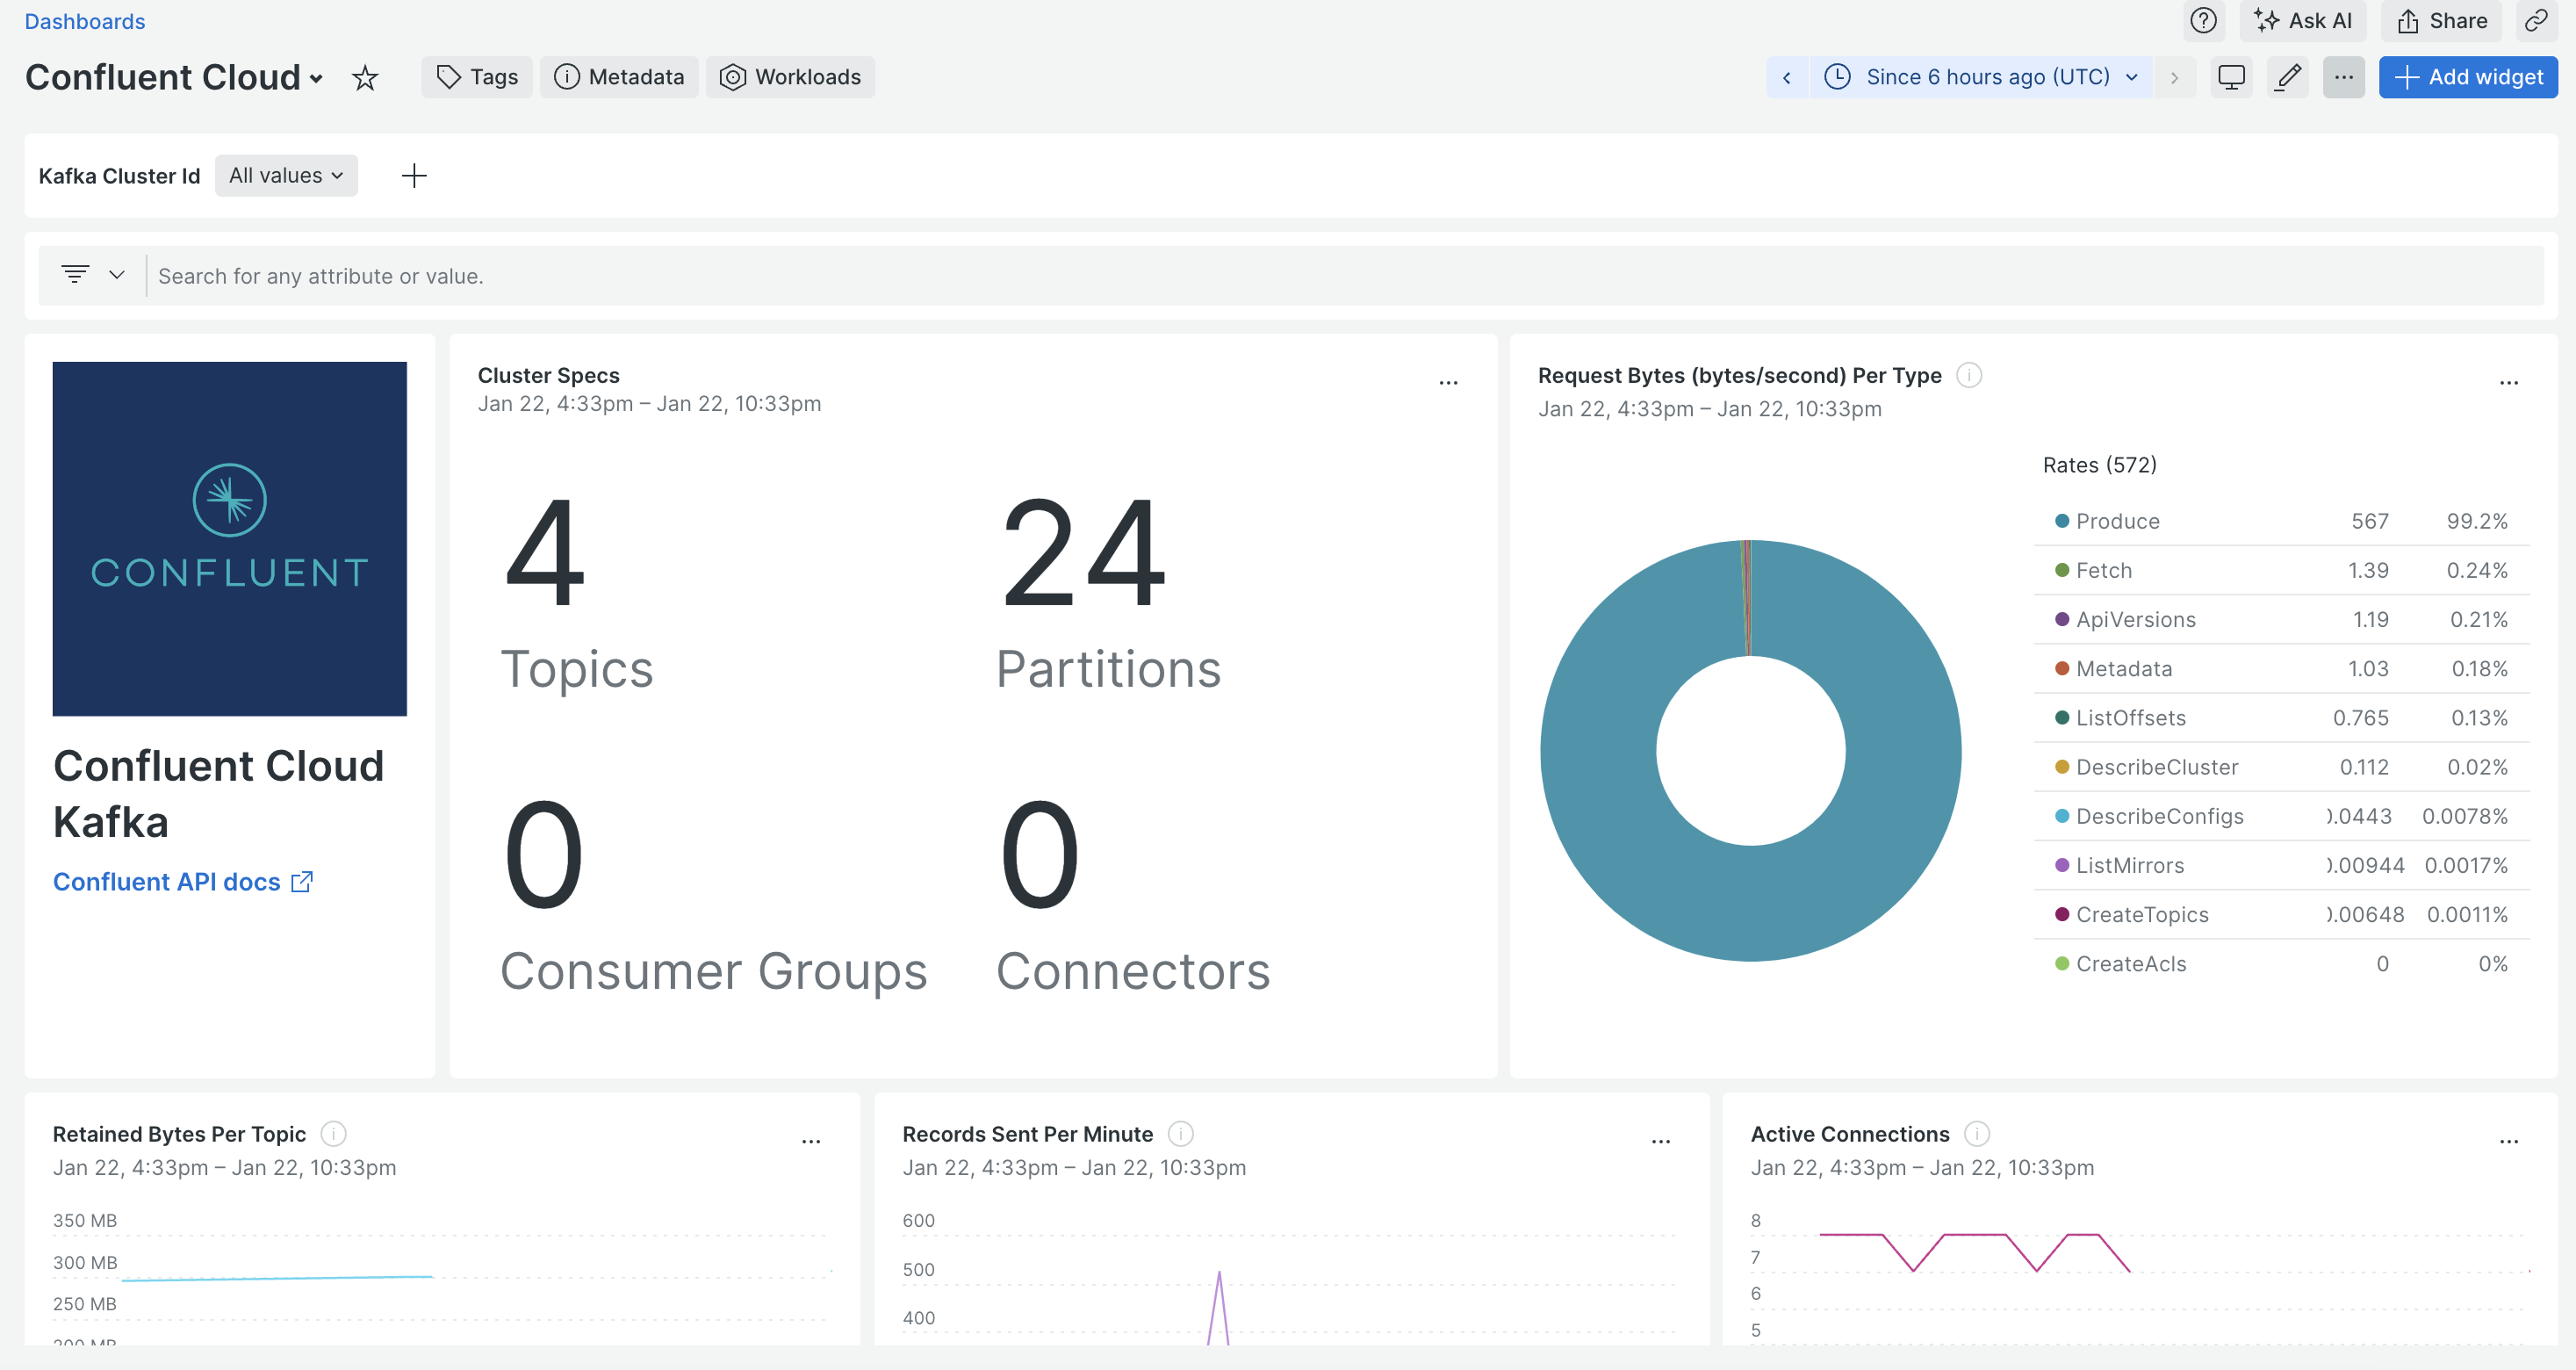 Dashboards
Ask AI
Share
Confluent Cloud
Tags
Metadata
Workloads
Since 6 hours ago (UTC)
Add widget
Kafka Cluster Id
All values
Search for any attribute or value.
CONFLUENT
Confluent Cloud
Kafka
Confluent API docs
Cluster Specs
Jan 22, 4:33pm – Jan 22, 10:33pm
4
Topics
24
Partitions
0
Consumer Groups
0
Connectors
Request Bytes (bytes/second) Per Type
Jan 22, 4:33pm – Jan 22, 10:33pm
Rates (572)
Produce 567 99.2%
Fetch 1.39 0.24%
ApiVersions 1.19 0.21%
Metadata 1.03 0.18%
ListOffsets 0.765 0.13%
DescribeCluster 0.112 0.02%
DescribeConfigs .0443 0.0078%
ListMirrors .00944 0.0017%
CreateTopics .00648 0.0011%
CreateAcls 0 0%
Retained Bytes Per Topic
Jan 22, 4:33pm – Jan 22, 10:33pm
350 MB
300 MB
250 MB
Records Sent Per Minute
Jan 22, 4:33pm – Jan 22, 10:33pm
600
500
400
Active Connections
Jan 22, 4:33pm – Jan 22, 10:33pm
8
7
6
5